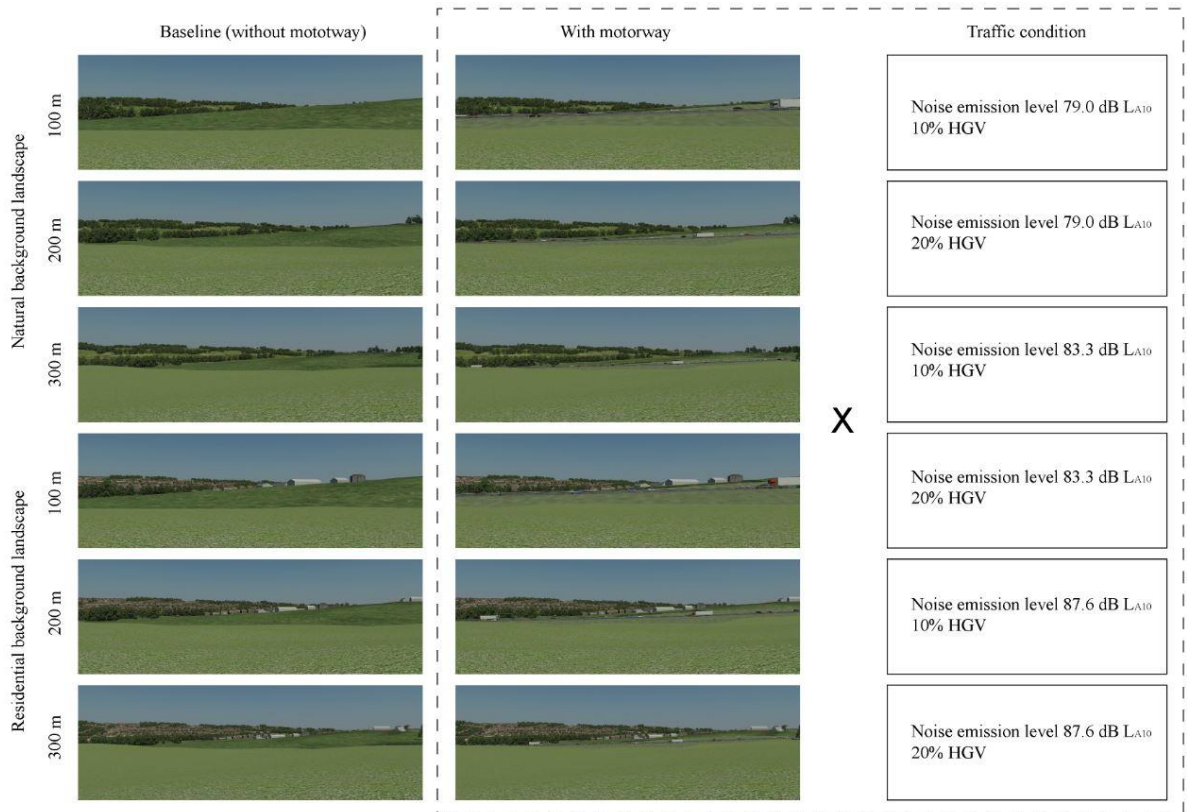 Baseline (without mototway)
With motorway
Traffic condition
Natural background landscape
100 m
200 m
300 m
Residential background landscape
100 m
200 m
300 m
X
Noise emission level 79.0 dB LA10
10% HGV
Noise emission level 79.0 dB LA10
20% HGV
Noise emission level 83.3 dB LA10
10% HGV
Noise emission level 83.3 dB LA10
20% HGV
Noise emission level 87.6 dB LA10
10% HGV
Noise emission level 87.6 dB LA10
20% HGV